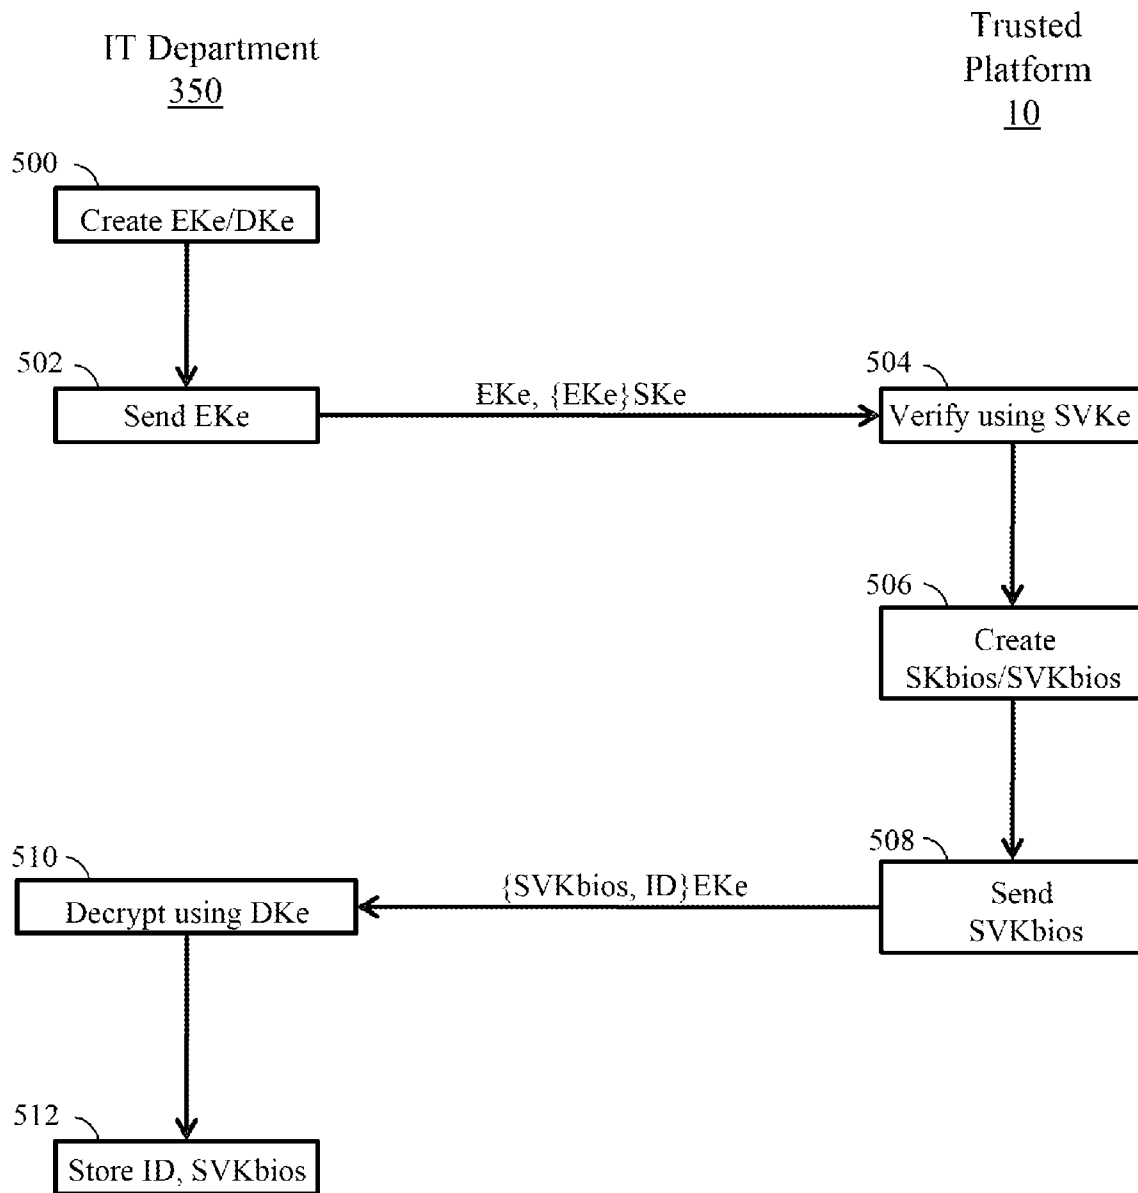 IT Department
350
Trusted
Platform
10
500
Create EKe/DKe
502
Send EKe
EKe, {EKe}SKe
504
Verify using SVKe
506
Create
SKbios/SVKbios
508
Send
SVKbios
{SVKbios, ID}EKe
510
Decrypt using DKe
512
Store ID, SVKbios